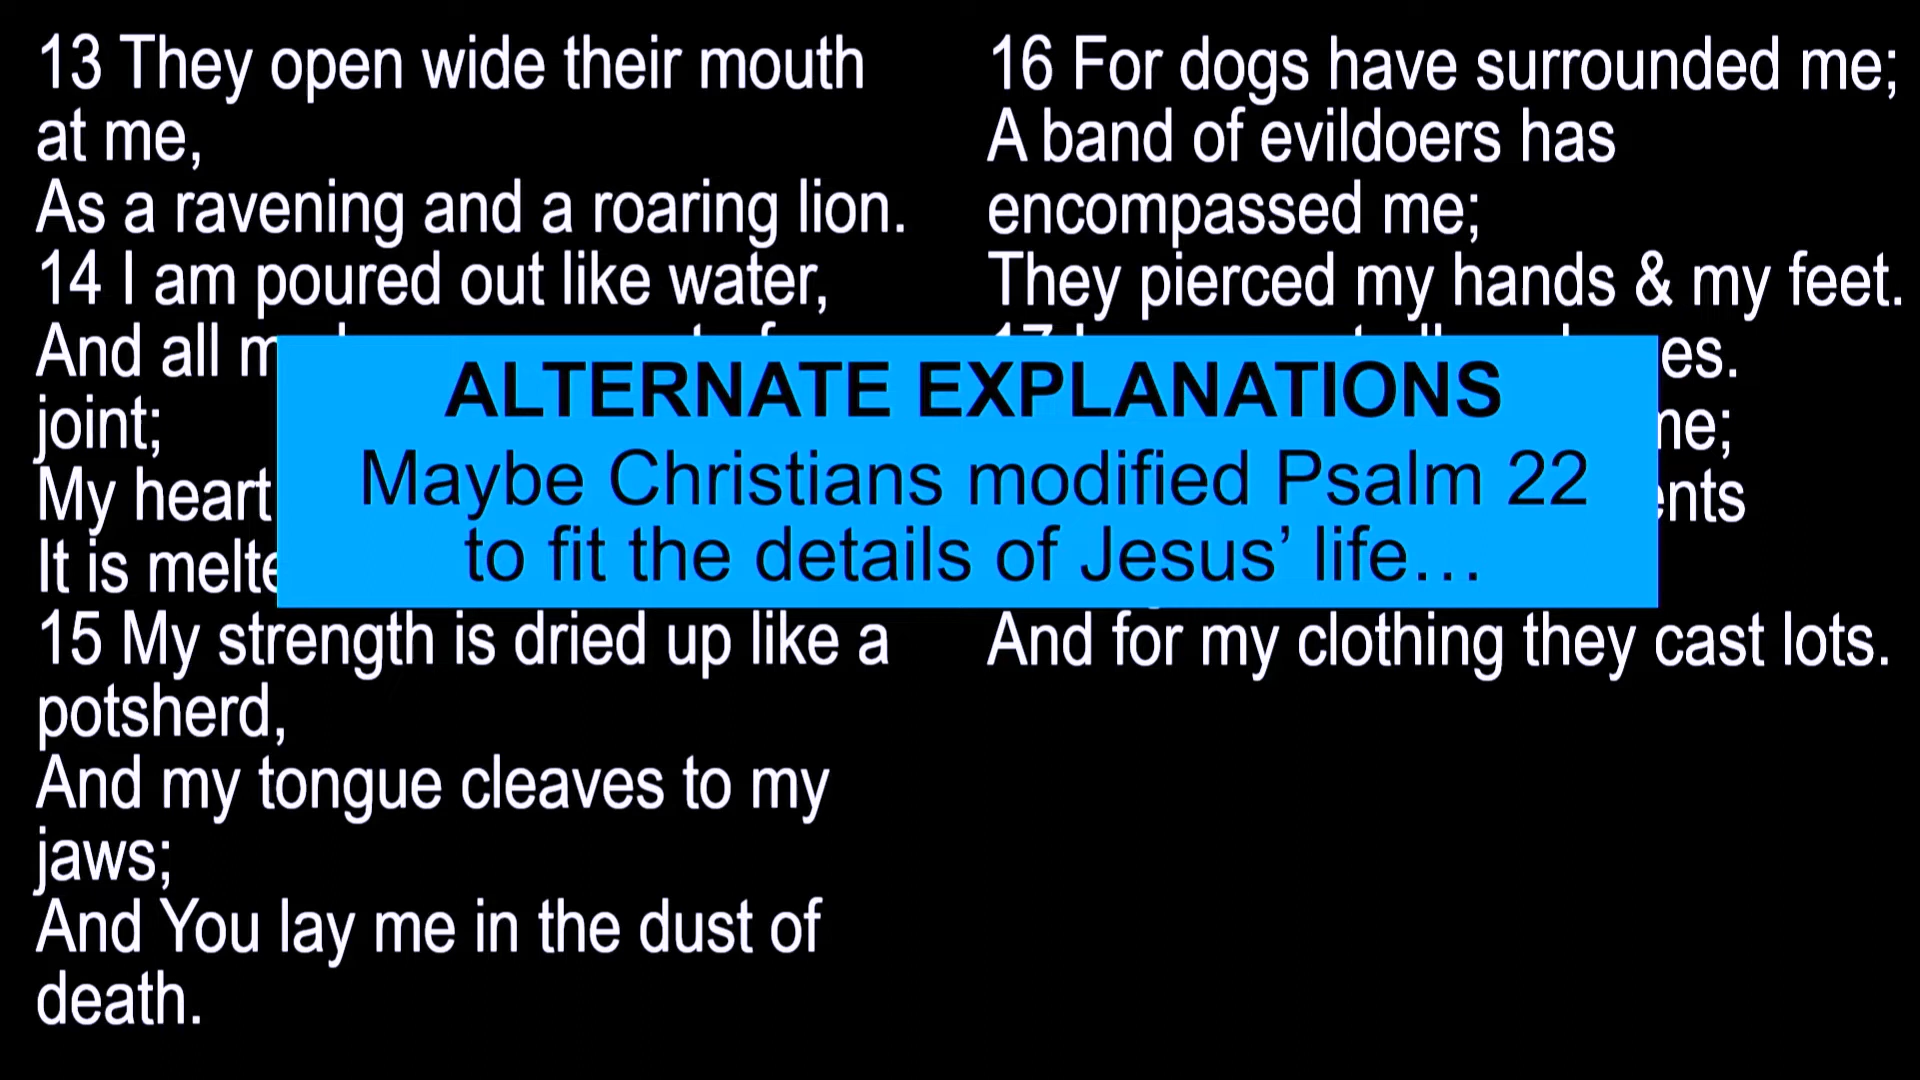 13 They open wide their mouth
at me,
As a ravening and a roaring lion.
14 I am poured out like water,
And all
joint;
My heart
It is
15 My strength is dried up like a
potsherd,
And my tongue cleaves to my
jaws;
And You lay me in the dust of
death.
16 For dogs have surrounded me;
A band of evildoers has
encompassed me;
They pierced my hands & my feet.
And for my clothing they cast lots.
ALTERNATE EXPLANATIONS
Maybe Christians modified Psalm 22
to fit the details of Jesus’ life…